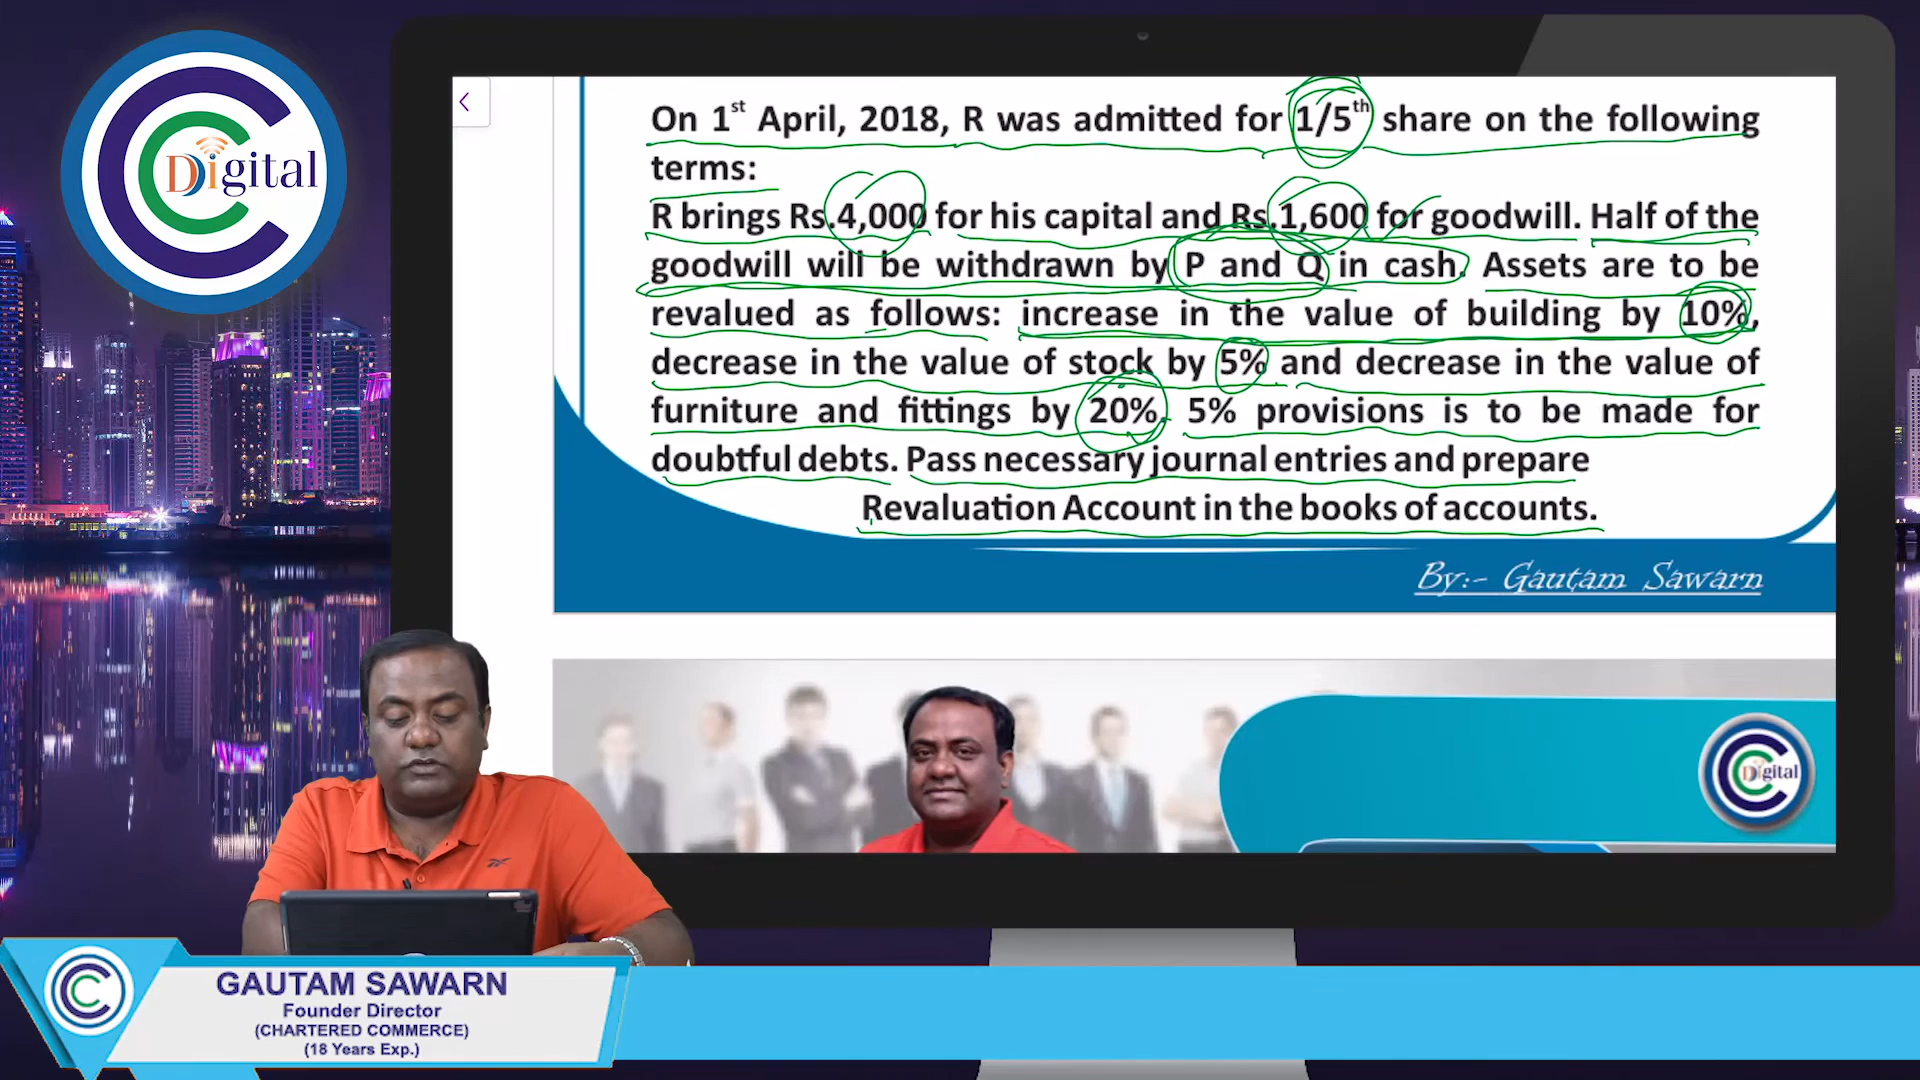 Digital
On 1st April, 2018, R was admitted for 1/5th share on the following
terms:
R brings Rs.4,000 for his capital and Rs.1,600 for goodwill. Half of the
goodwill will be withdrawn by P and Q in cash. Assets are to be
revalued as follows: increase in the value of building by 10%,
decrease in the value of stock by 5% and decrease in the value of
furniture and fittings by 20%. 5% provisions is to be made for
doubtful debts. Pass necessary journal entries and prepare
Revaluation Account in the books of accounts.
By:- Gautam Sawarn
Digital
GAUTAM SAWARN
Founder Director
(CHARTERED COMMERCE)
(18 Years Exp.)